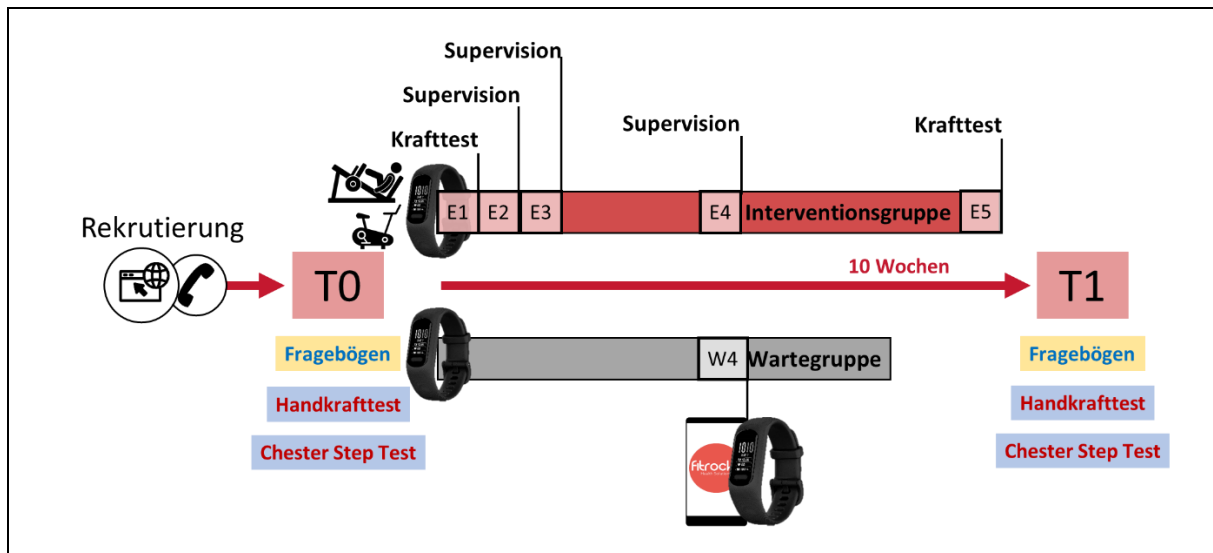 Supervision
Supervision
Supervision
Krafttest
Krafttest
E1
E2
E3
E4
Interventionsgruppe
E5
Rekrutierung
T0
10 Wochen
T1
Fragebögen
W4
Wartegruppe
Fragebögen
Handkrafttest
Handkrafttest
Chester Step Test
Chester Step Test